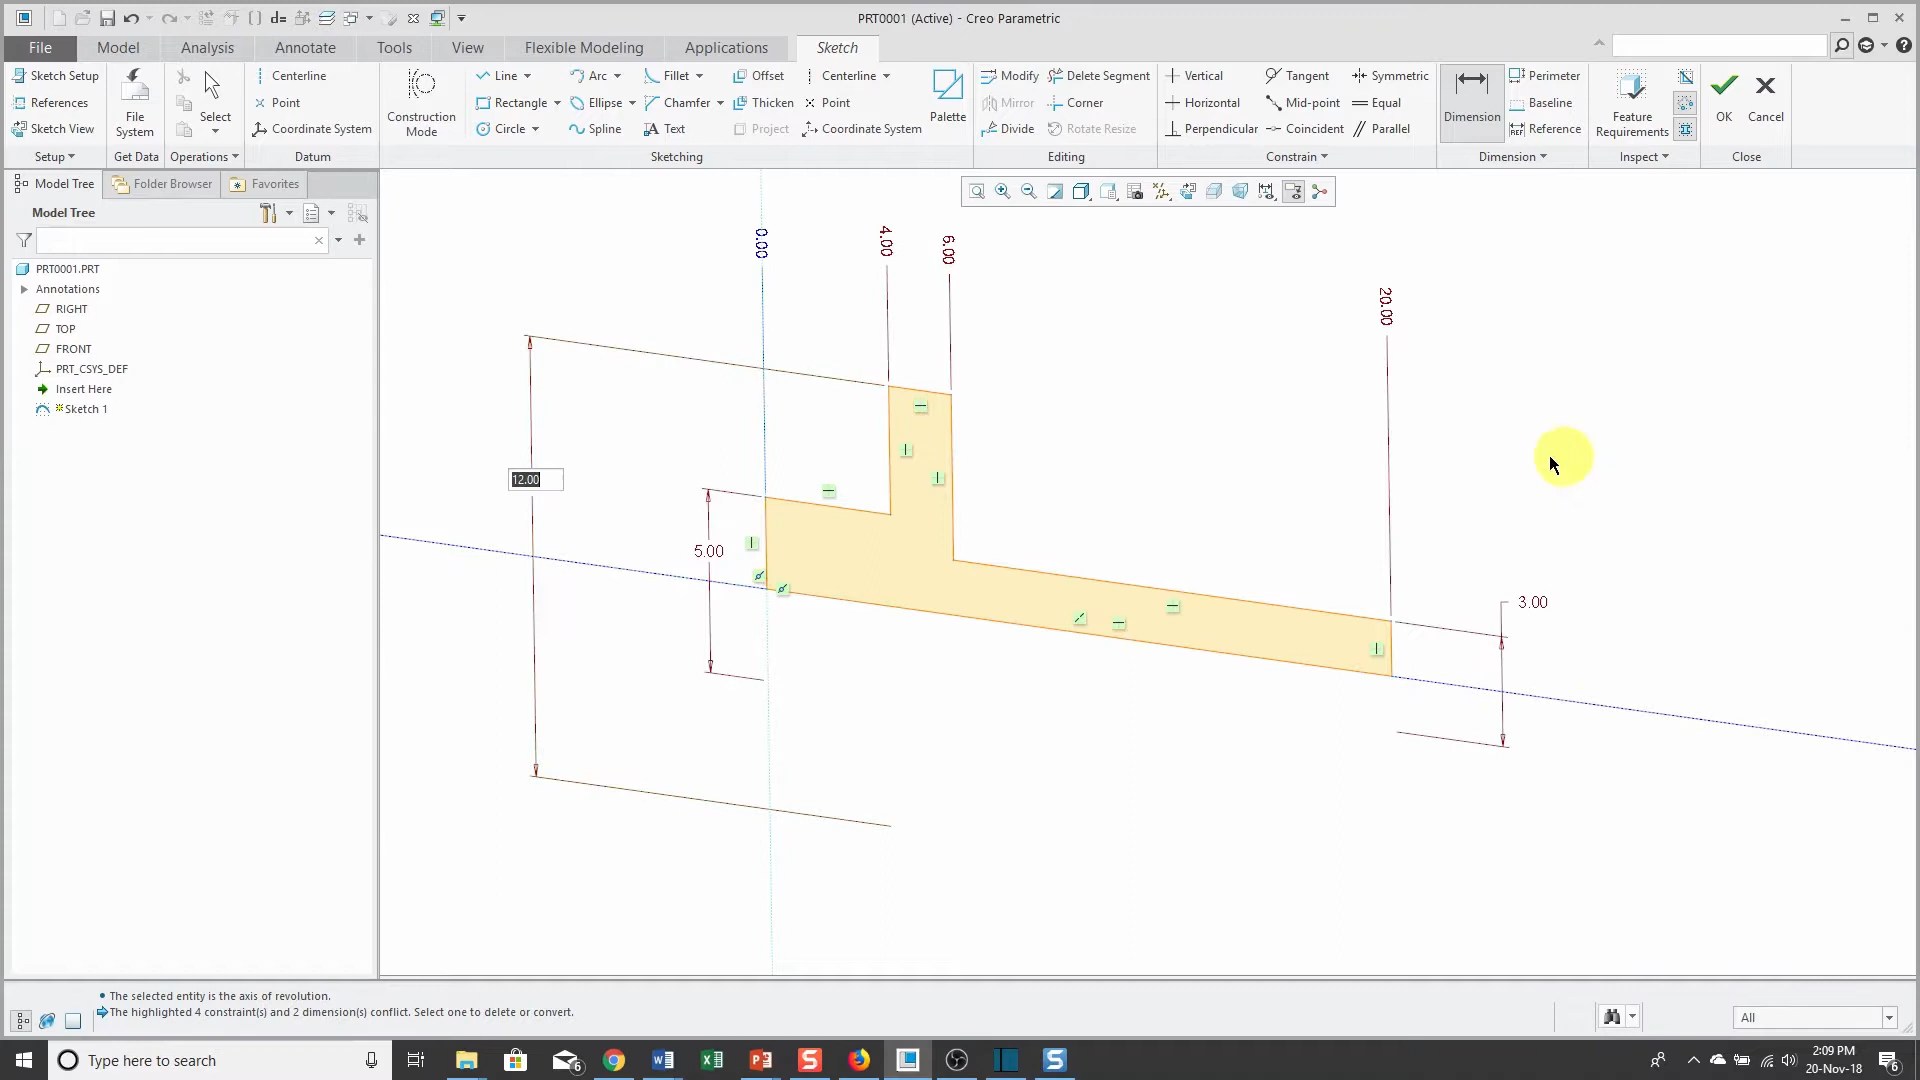 PRT0001 (Active) - Creo Parametric
File Model Analysis Annotate Tools View Flexible Modeling Applications Sketch
Sketch Setup
References
Sketch View
Setup
File System
Get Data
Select
Operations
Centerline
Point
Coordinate System
Datum
Construction Mode
Line Arc Fillet Offset Centerline
Rectangle Ellipse Chamfer Thicken Point
Circle Spline Text Project Coordinate System
Palette
Sketching
Modify Delete Segment
Mirror Corner
Divide Rotate Resize
Editing
Vertical Tangent Symmetric
Horizontal Mid-point Equal
Perpendicular Coincident Parallel
Constrain
Dimension
Perimeter
Baseline
Reference
Dimension
Feature Requirements
Inspect
OK
Cancel
Close
Model Tree Folder Browser Favorites
Model Tree
PRT0001.PRT
Annotations
RIGHT
TOP
FRONT
PRT_CSYS_DEF
Insert Here
Sketch 1
0.00
4.00
6.00
20.00
12.00
5.00
3.00
The selected entity is the axis of revolution.
The highlighted 4 constraint(s) and 2 dimension(s) conflict. Select one to delete or convert.
All
Type here to search
2:09 PM
20-Nov-18